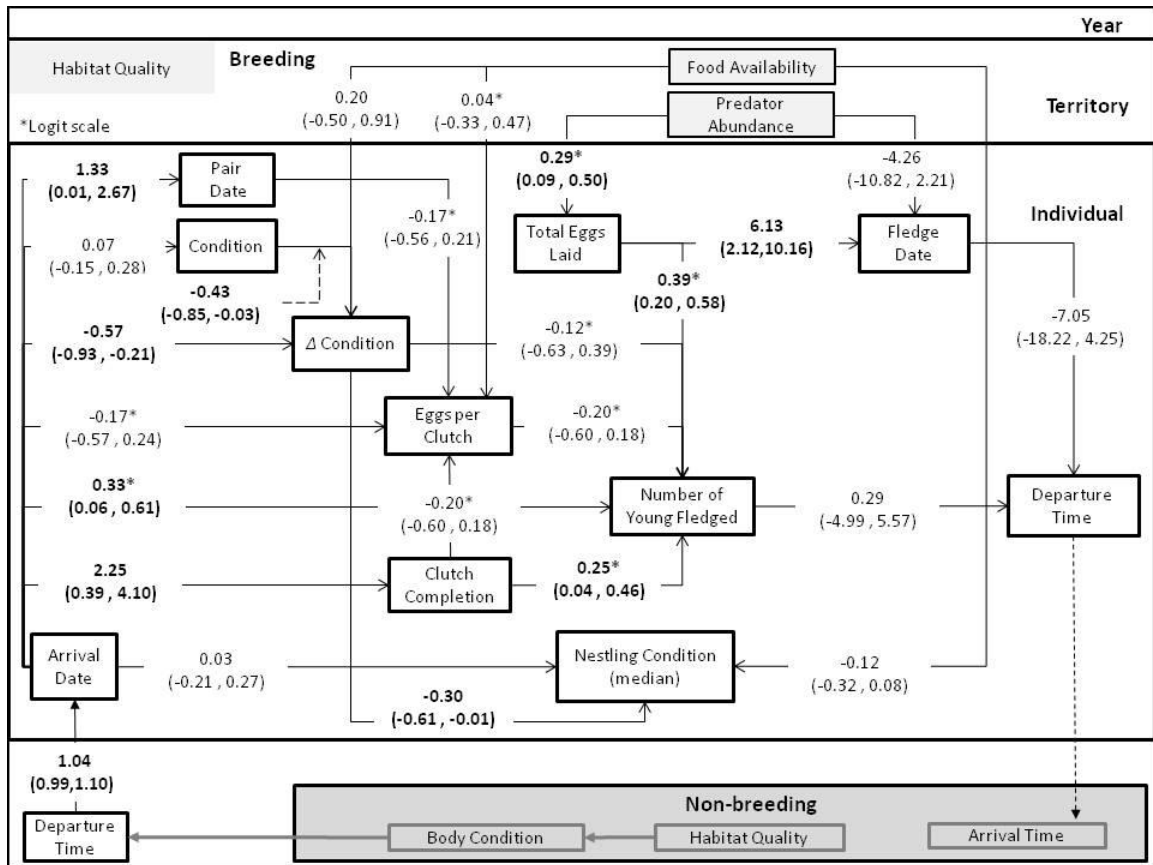 Year
Habitat Quality
Breeding
Food Availability
0.20
(-0.50 , 0.91)
0.04*
(-0.33 , 0.47)
Predator
Abundance
Territory
*Logit scale
1.33
(0.01, 2.67)
Pair
Date
0.29*
(0.09 , 0.50)
-4.26
(-10.82 , 2.21)
-0.17*
(-0.56 , 0.21)
Individual
0.07
(-0.15 , 0.28)
Condition
Total Eggs
Laid
6.13
(2.12,10.16)
Fledge
Date
-0.43
(-0.85, -0.03)
0.39*
(0.20 , 0.58)
-0.57
(-0.93 , -0.21)
Δ Condition
-0.12*
(-0.63 , 0.39)
-7.05
(-18.22 , 4.25)
-0.17*
(-0.57 , 0.24)
Eggs per
Clutch
-0.20*
(-0.60 , 0.18)
0.33*
(0.06 , 0.61)
-0.20*
(-0.60 , 0.18)
Number of
Young Fledged
0.29
(-4.99 , 5.57)
Departure
Time
2.25
(0.39 , 4.10)
Clutch
Completion
0.25*
(0.04 , 0.46)
Arrival
Date
0.03
(-0.21 , 0.27)
Nestling Condition
(median)
-0.12
(-0.32 , 0.08)
-0.30
(-0.61 , -0.01)
1.04
(0.99,1.10)
Non-breeding
Departure
Time
Body Condition
Habitat Quality
Arrival Time